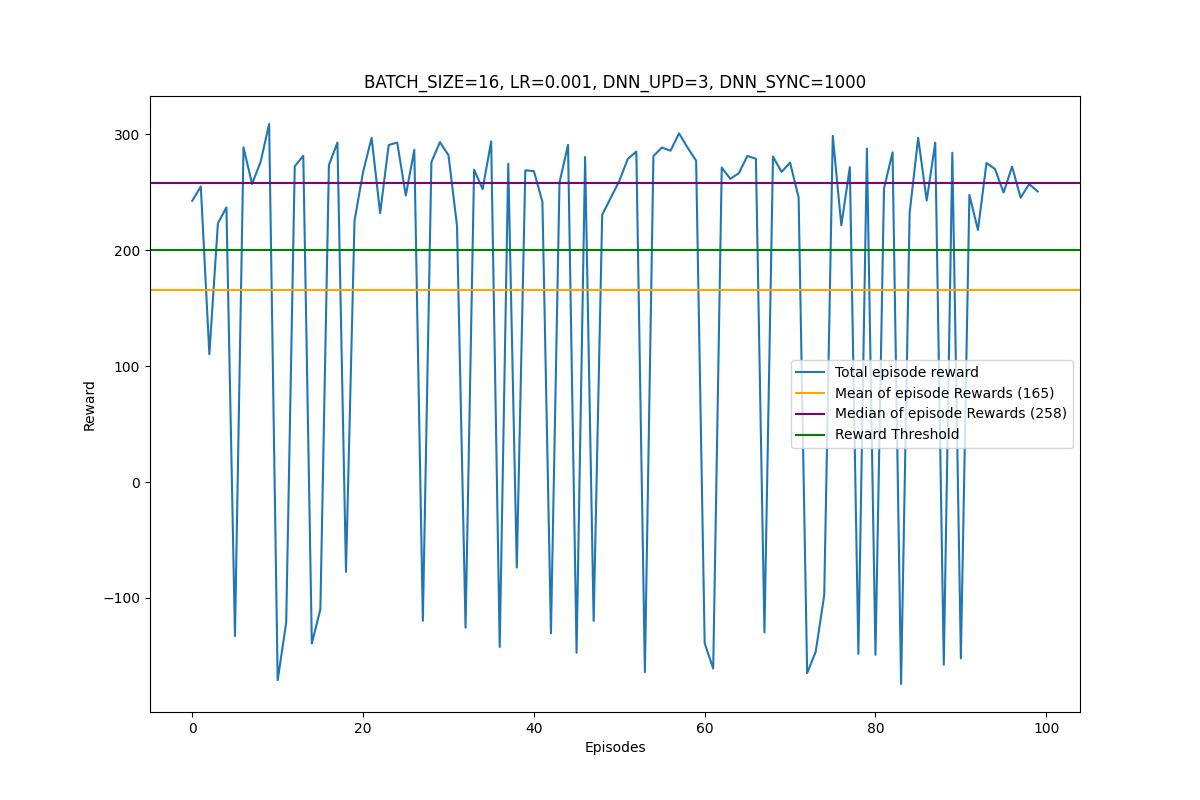 BATCH_SIZE=16, LR=0.001, DNN_UPD=3, DNN_SYNC=1000
300
200
100
0
−100
Reward
Total episode reward
Mean of episode Rewards (165)
Median of episode Rewards (258)
Reward Threshold
0 20 40 60 80 100
Episodes